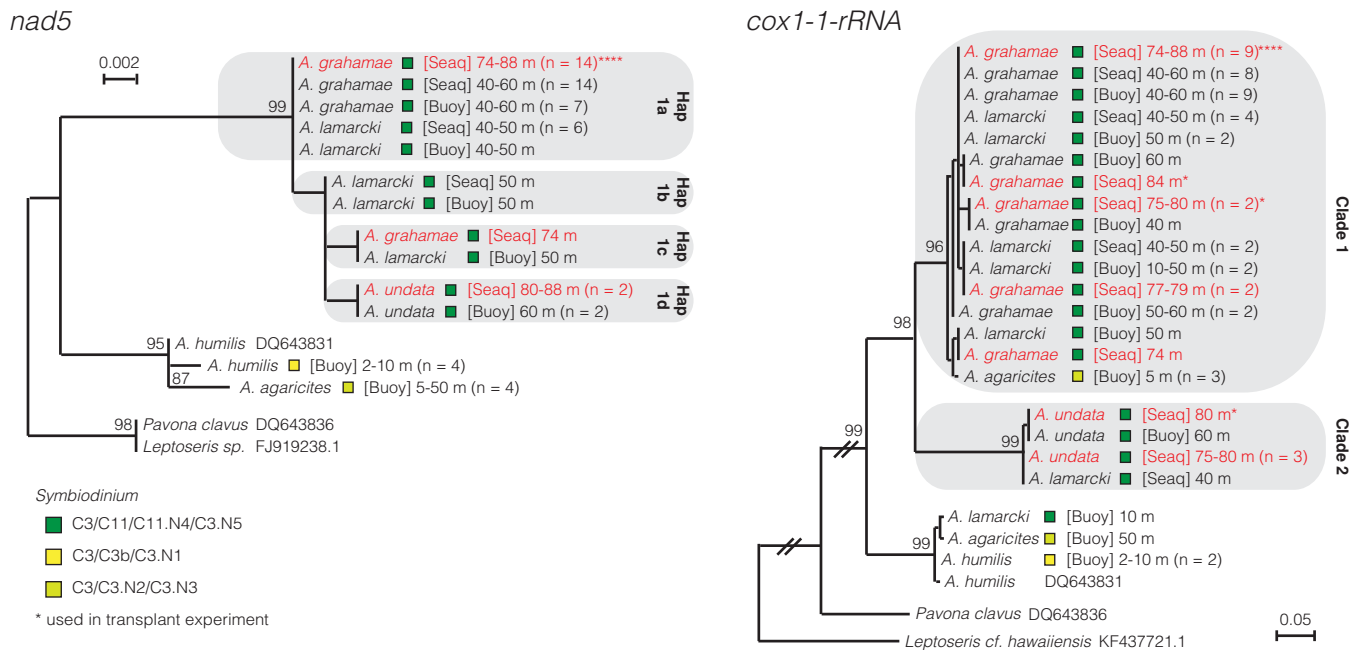 nad5
0.002
99
A. grahamae [Seaq] 74-88 m (n = 14)****
A. grahamae [Seaq] 40-60 m (n = 14)
A. grahamae [Buoy] 40-60 m (n = 7)
A. lamarcki [Seaq] 40-50 m (n = 6)
A. lamarcki [Buoy] 40-50 m
Hap 1a
A. lamarcki [Seaq] 50 m
A. lamarcki [Buoy] 50 m
Hap 1b
A. grahamae [Seaq] 74 m
A. lamarcki [Buoy] 50 m
Hap 1c
A. undata [Seaq] 80-88 m (n = 2)
A. undata [Buoy] 60 m (n = 2)
Hap 1d
95
A. humilis DQ643831
A. humilis [Buoy] 2-10 m (n = 4)
87
A. agaricites [Buoy] 5-50 m (n = 4)
98
Pavona clavus DQ643836
Leptoseris sp. FJ919238.1
Symbiodinium
C3/C11/C11.N4/C3.N5
C3/C3b/C3.N1
C3/C3.N2/C3.N3
* used in transplant experiment
cox1-1-rRNA
A. grahamae [Seaq] 74-88 m (n = 9)****
A. grahamae [Seaq] 40-60 m (n = 8)
A. grahamae [Buoy] 40-60 m (n = 9)
A. lamarcki [Seaq] 40-50 m (n = 4)
A. lamarcki [Buoy] 50 m (n = 2)
A. grahamae [Buoy] 60 m
A. grahamae [Seaq] 84 m*
A. grahamae [Seaq] 75-80 m (n = 2)*
A. grahamae [Buoy] 40 m
96
A. lamarcki [Seaq] 40-50 m (n = 2)
A. lamarcki [Buoy] 10-50 m (n = 2)
A. grahamae [Seaq] 77-79 m (n = 2)
A. grahamae [Buoy] 50-60 m (n = 2)
98
A. lamarcki [Buoy] 50 m
A. grahamae [Seaq] 74 m
A. agaricites [Buoy] 5 m (n = 3)
Clade 1
A. undata [Seaq] 80 m*
99
A. undata [Buoy] 60 m
A. undata [Seaq] 75-80 m (n = 3)
A. lamarcki [Seaq] 40 m
Clade 2
99
A. lamarcki [Buoy] 10 m
99
A. agaricites [Buoy] 50 m
A. humilis [Buoy] 2-10 m (n = 2)
A. humilis DQ643831
Pavona clavus DQ643836
Leptoseris cf. hawaiiensis KF437721.1
0.05